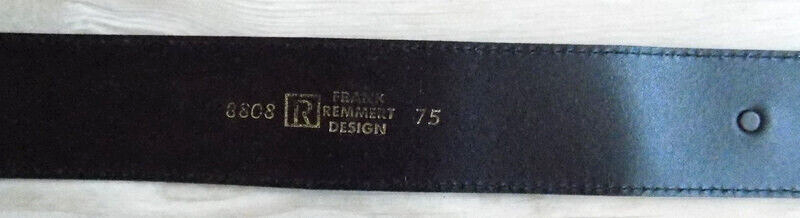 8808 R FRANK
REMMERT
DESIGN 75